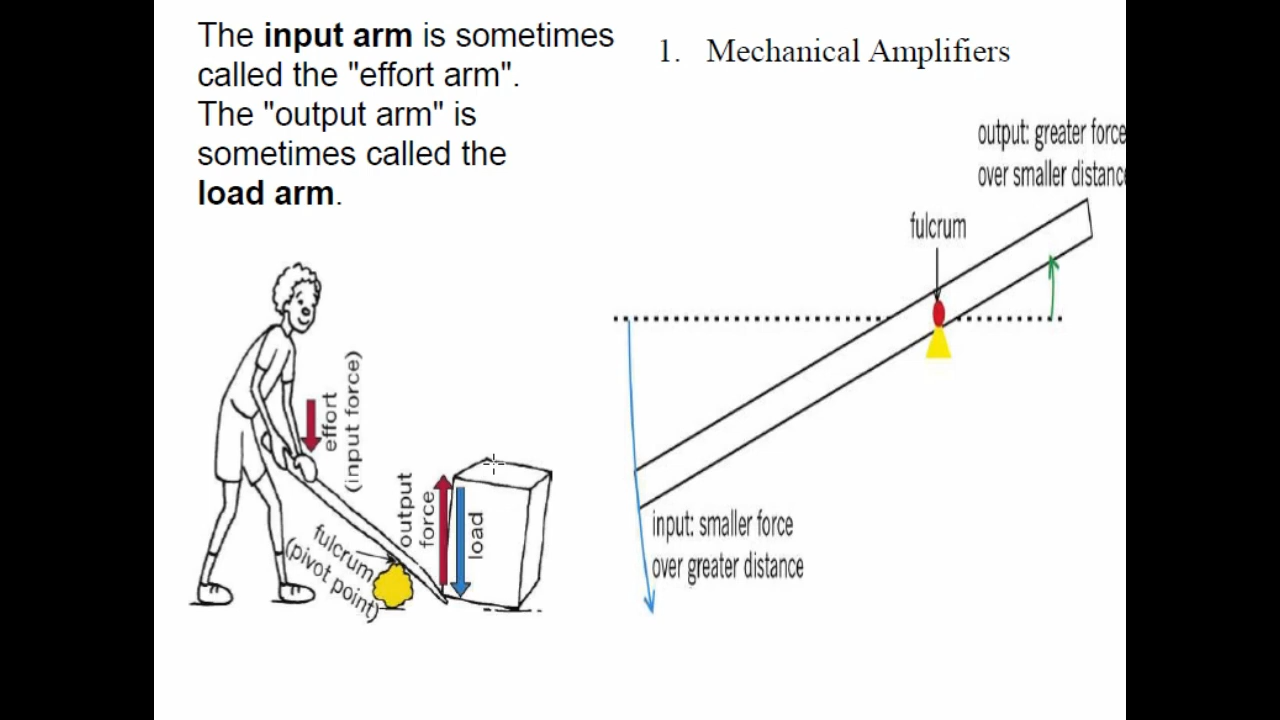 The input arm is sometimes
called the "effort arm".
The "output arm" is
sometimes called the
load arm.
1. Mechanical Amplifiers
output: greater force
over smaller distance
fulcrum
input: smaller force
over greater distance
effort
(input force)
output
force
load
fulcrum
(pivot point)